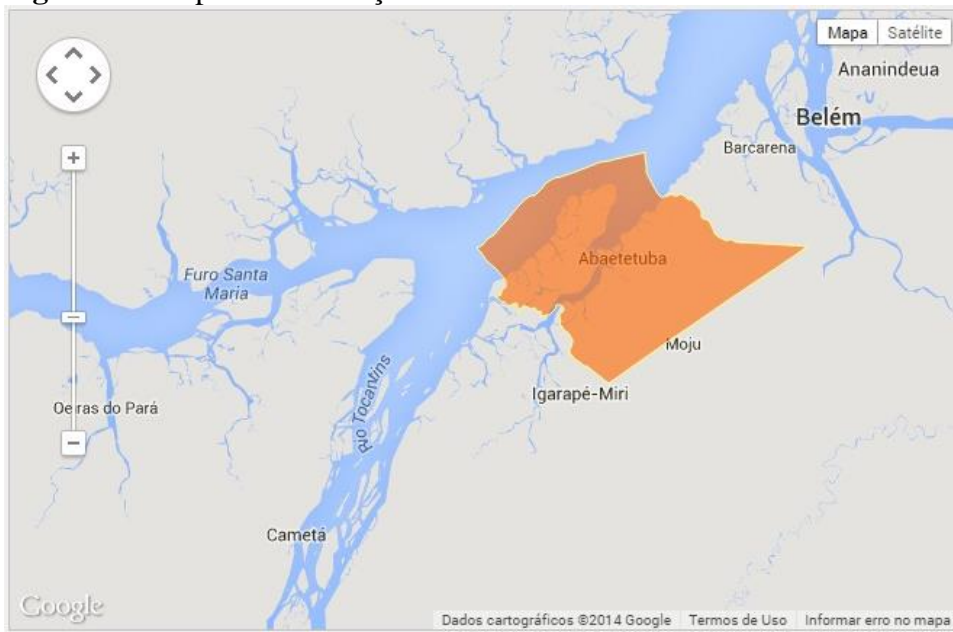 Mapa Satélite
Ananindeua
Belém
Barcarena
Abaetetuba
Furo Santa
Maria
Moju
Rio Tocantins
Igarapé-Miri
Oeiras do Pará
Cametá
Google
Dados cartográficos ©2014 Google Termos de Uso Informar erro no mapa